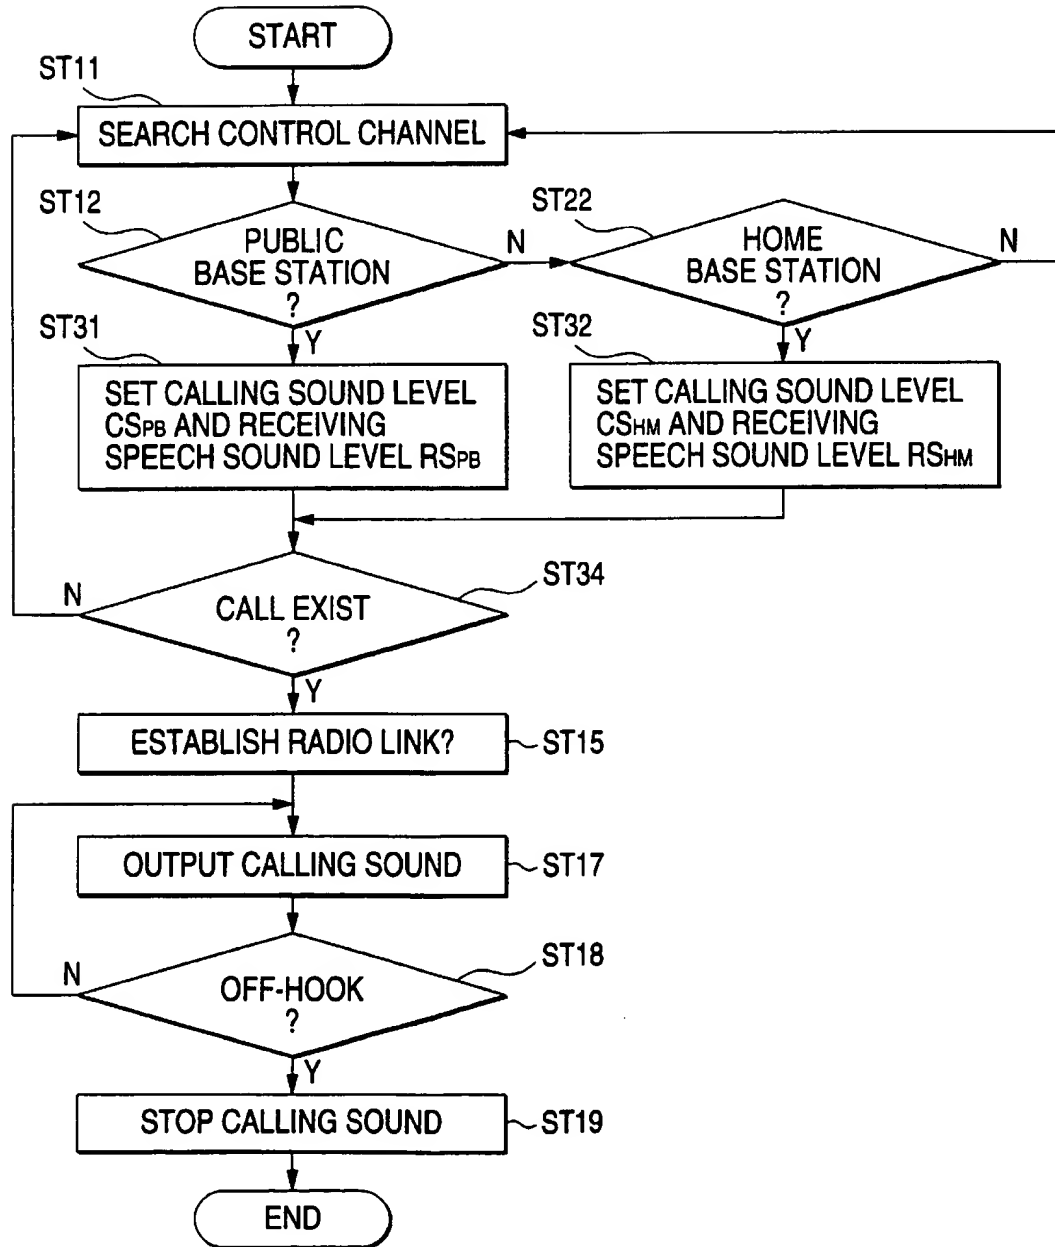 START
ST11
SEARCH CONTROL CHANNEL
ST12
PUBLIC
BASE STATION
?
N
Y
ST22
HOME
BASE STATION
?
N
Y
ST31
SET CALLING SOUND LEVEL
CSPB AND RECEIVING
SPEECH SOUND LEVEL RSPB
ST32
SET CALLING SOUND LEVEL
CSHM AND RECEIVING
SPEECH SOUND LEVEL RSHM
ST34
N
CALL EXIST
?
Y
ESTABLISH RADIO LINK?
ST15
OUTPUT CALLING SOUND
ST17
ST18
N
OFF-HOOK
?
Y
STOP CALLING SOUND
ST19
END